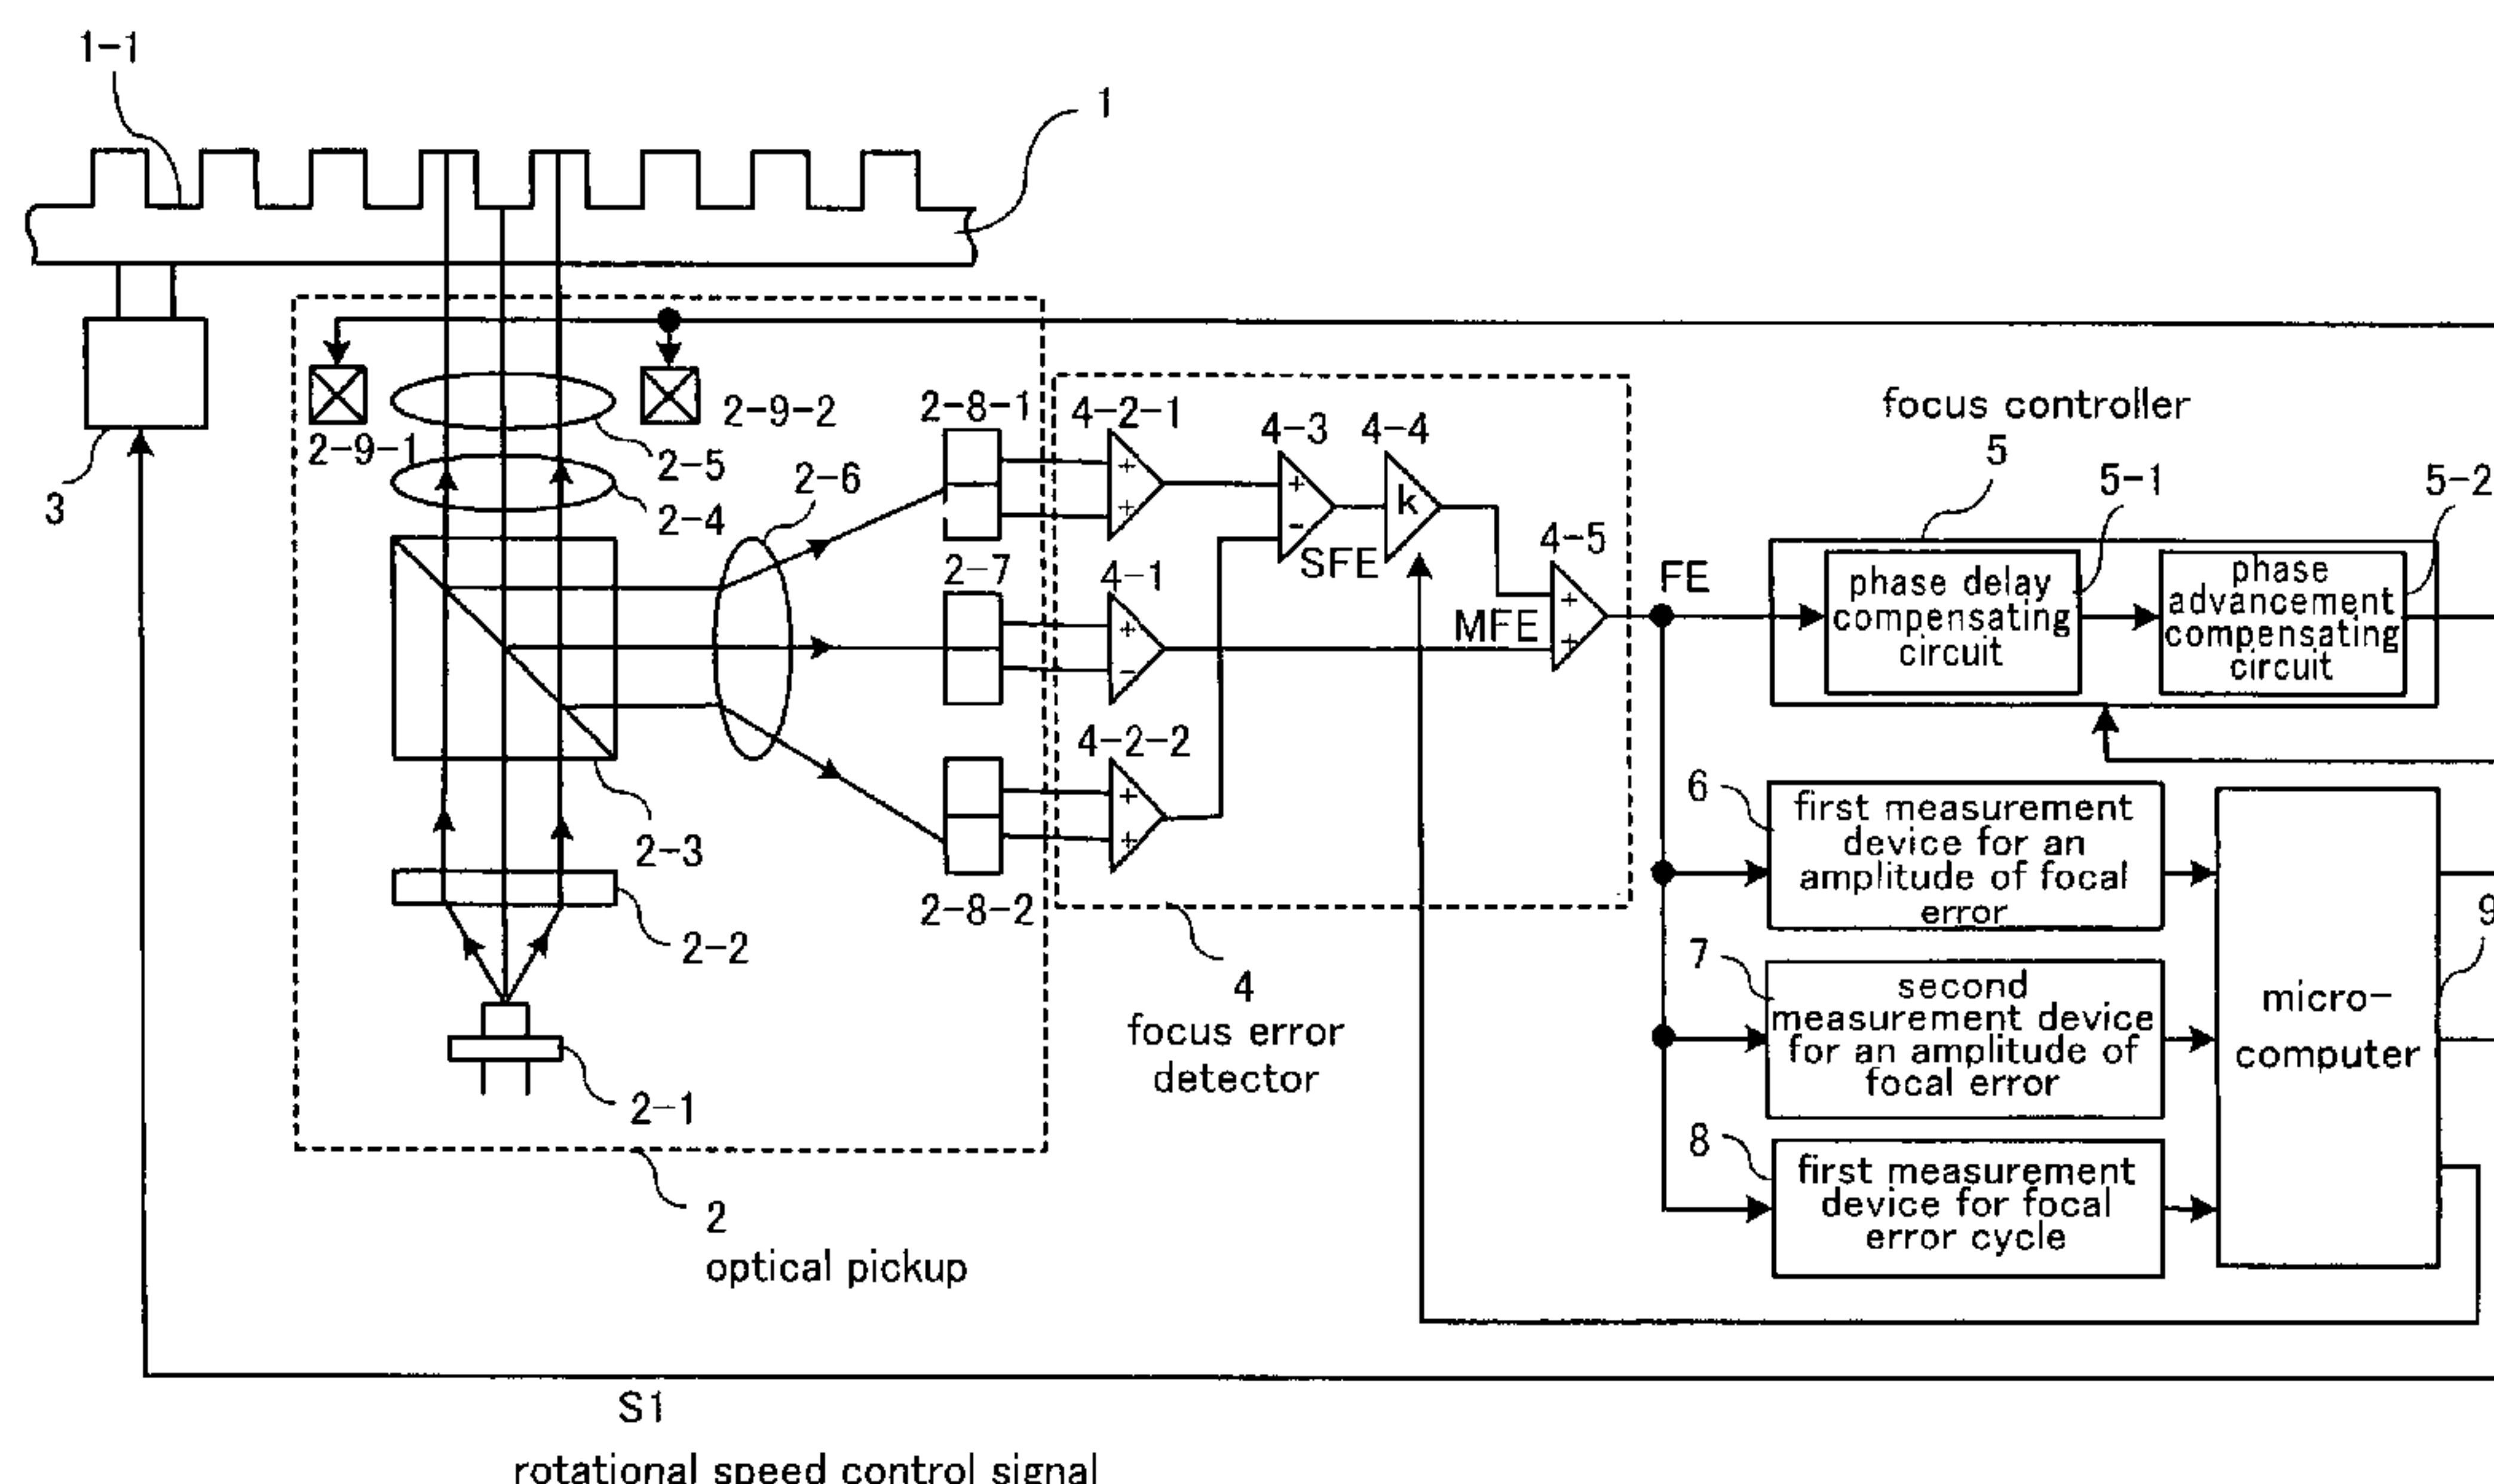 1-1
1
2-9-1
2-9-2
2-8-1
4-2-1
4-3
4-4
focus controller
5
5-1
5-2
3
2-5
2-4
2-6
+
+
+
-
k
SFE
2-7
4-1
4-5
FE
+
-
MFE
+
+
phase delay
compensating
circuit
phase
advancement
compensating
circuit
4-2-2
+
+
2-3
2-8-2
2-2
2-1
2
optical pickup
4
focus error
detector
6
first measurement
device for an
amplitude of focal
error
7
second
measurement device
for an amplitude of
focal error
8
first measurement
device for focal
error cycle
9
micro-
computer
S1
rotational speed control signal